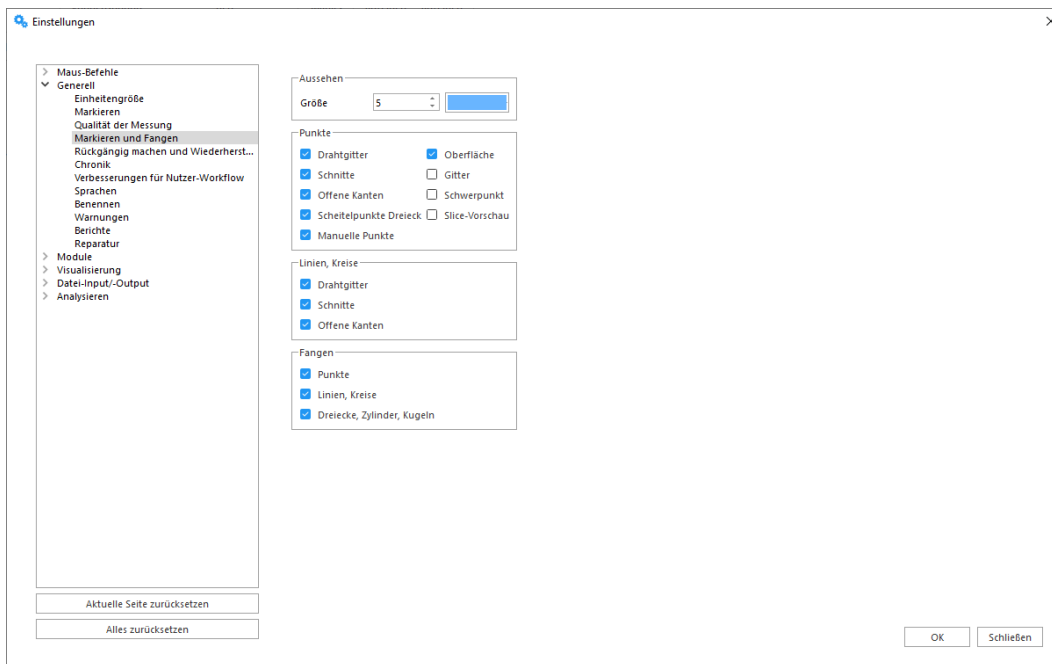 Einstellungen
Maus-Befehle
Generell
Einheitengröße
Markieren
Qualität der Messung
Markieren und Fangen
Rückgängig machen und Wiederherst...
Chronik
Verbesserungen für Nutzer-Workflow
Sprachen
Benennen
Warnungen
Berichte
Reparatur
Module
Visualisierung
Datei-Input/-Output
Analysieren
Aktuelle Seite zurücksetzen
Alles zurücksetzen
Aussehen
Größe 5
Punkte
Drahtgitter Oberfläche
Schnitte Gitter
Offene Kanten Schwerpunkt
Scheitelpunkte Dreieck Slice-Vorschau
Manuelle Punkte
Linien, Kreise
Drahtgitter
Schnitte
Offene Kanten
Fangen
Punkte
Linien, Kreise
Dreiecke, Zylinder, Kugeln
OK Schließen